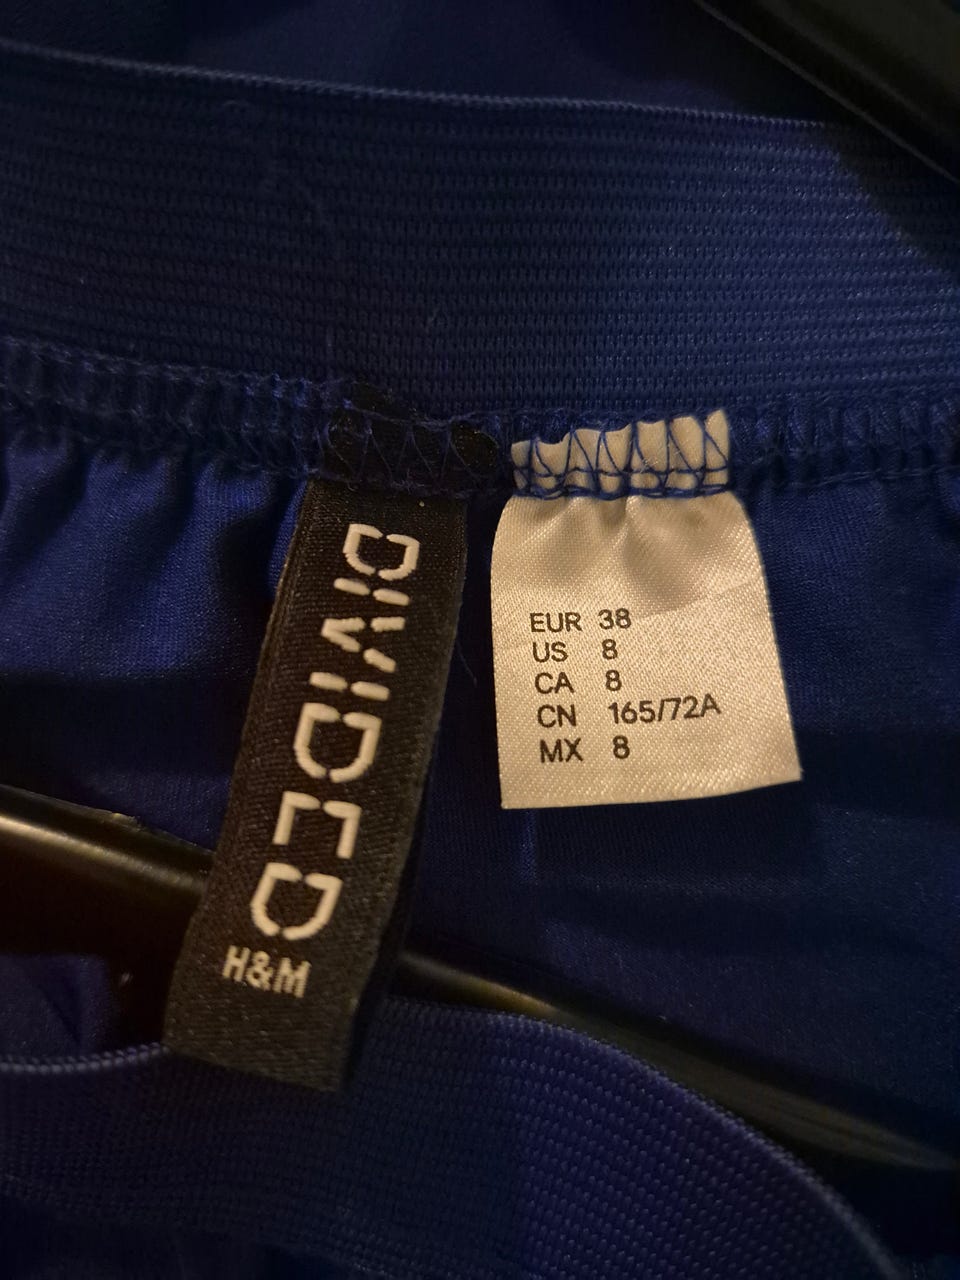 DIVIDED
H&M
EUR 38
US 8
CA 8
CN 165/72A
MX 8